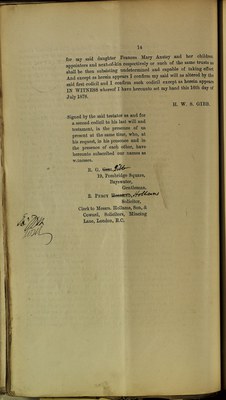 14
for my said daughter Frances Mary Anstey and her children
appointees and next-of-kin respectively or such of the same trusts as
shall be then subsisting undetermined and capable of taking effect
And except as herein appears I confirm my said will as altered by the
said first codicil and I confirm such codicil except as herein appears
IN WITNESS whereof I have hereunto set my hand this 18th day of
July 1878.
H. W. S. GIBB.
Signed by the said testator as and for
a second codicil to his last will and
testament, in the presence of us
present at the same time, who, at
his request, in his presence and in
the presence of each other, have
hereunto subscribed our names as
witnesses.
R. G.
79, Pembridge Square,
Bayswater,
Gentleman.
B. Percy
Solicitor,
Clerk to Messrs. Hollams, Son, &
Coward, Solicitors, Mincing
Lane, London, E.C.